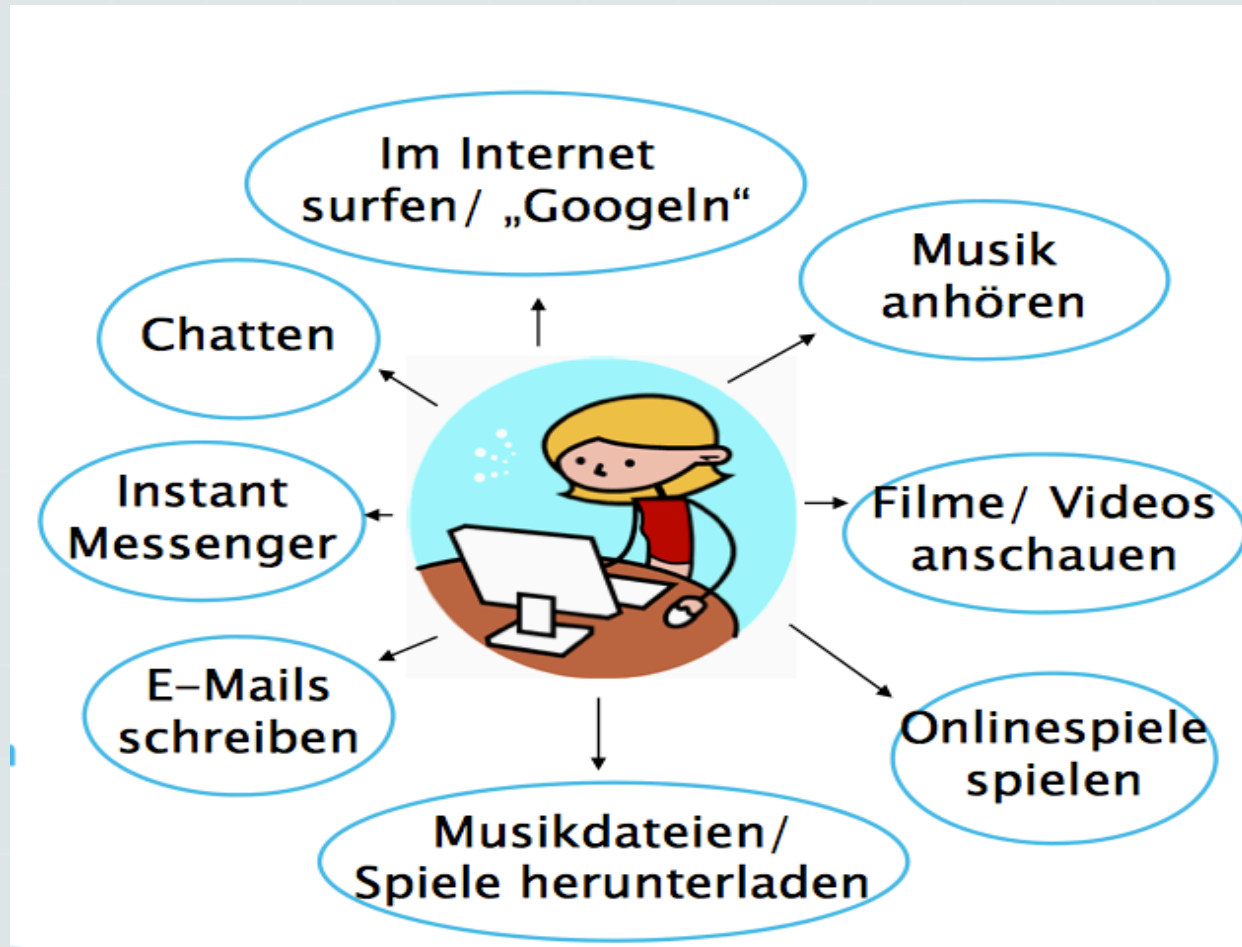 Im Internet
surfen/ „Googeln“
Musik
anhören
Chatten
Instant
Messenger
Filme/ Videos
anschauen
E-Mails
schreiben
Onlinespiele
spielen
Musikdateien/
Spiele herunterladen